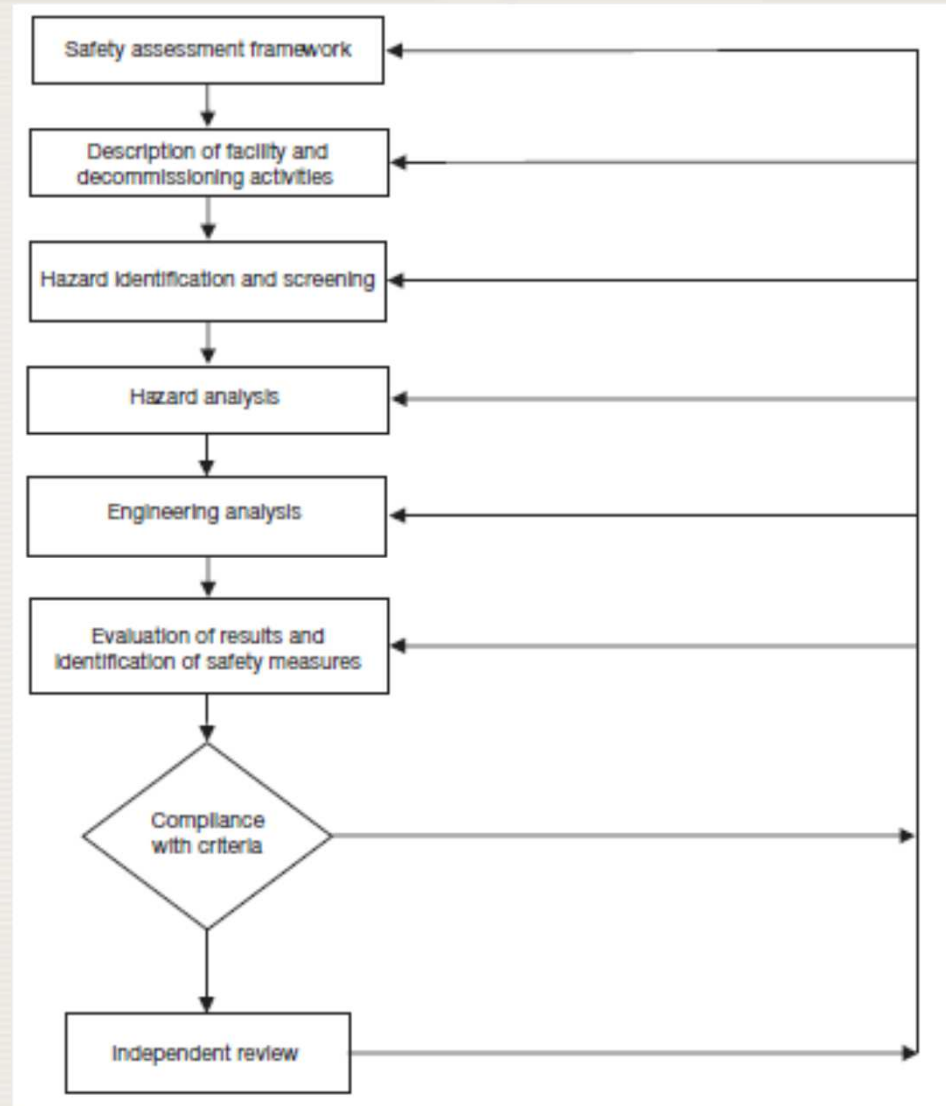 Safety assessment framework
Description of facility and
decommissioning activities
Hazard identification and screening
Hazard analysis
Engineering analysis
Evaluation of results and
identification of safety measures
Compliance
with criteria
Independent review